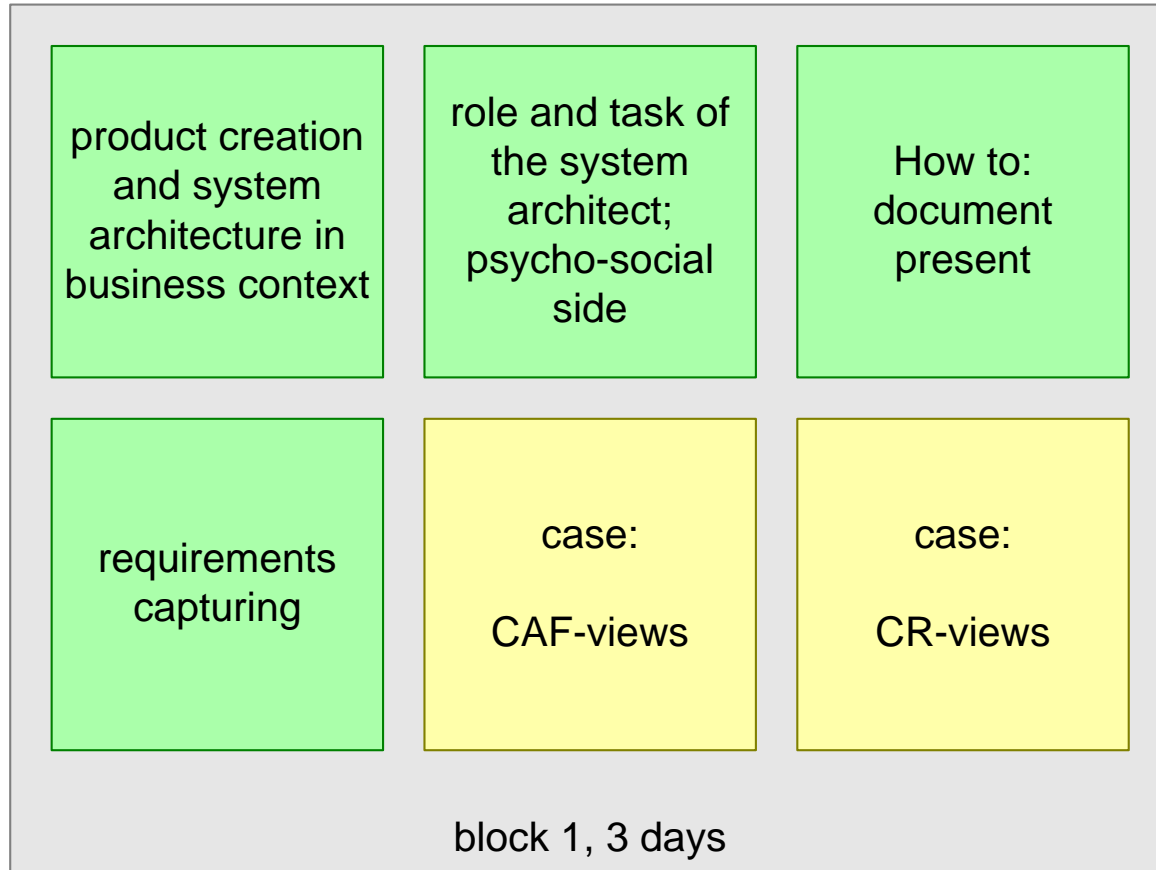 product creation
and system
architecture in
business context
role and task of
the system
architect;
psycho-social
side
How to:
document
present
requirements
capturing
case:
CAF-views
case:
CR-views
block 1, 3 days